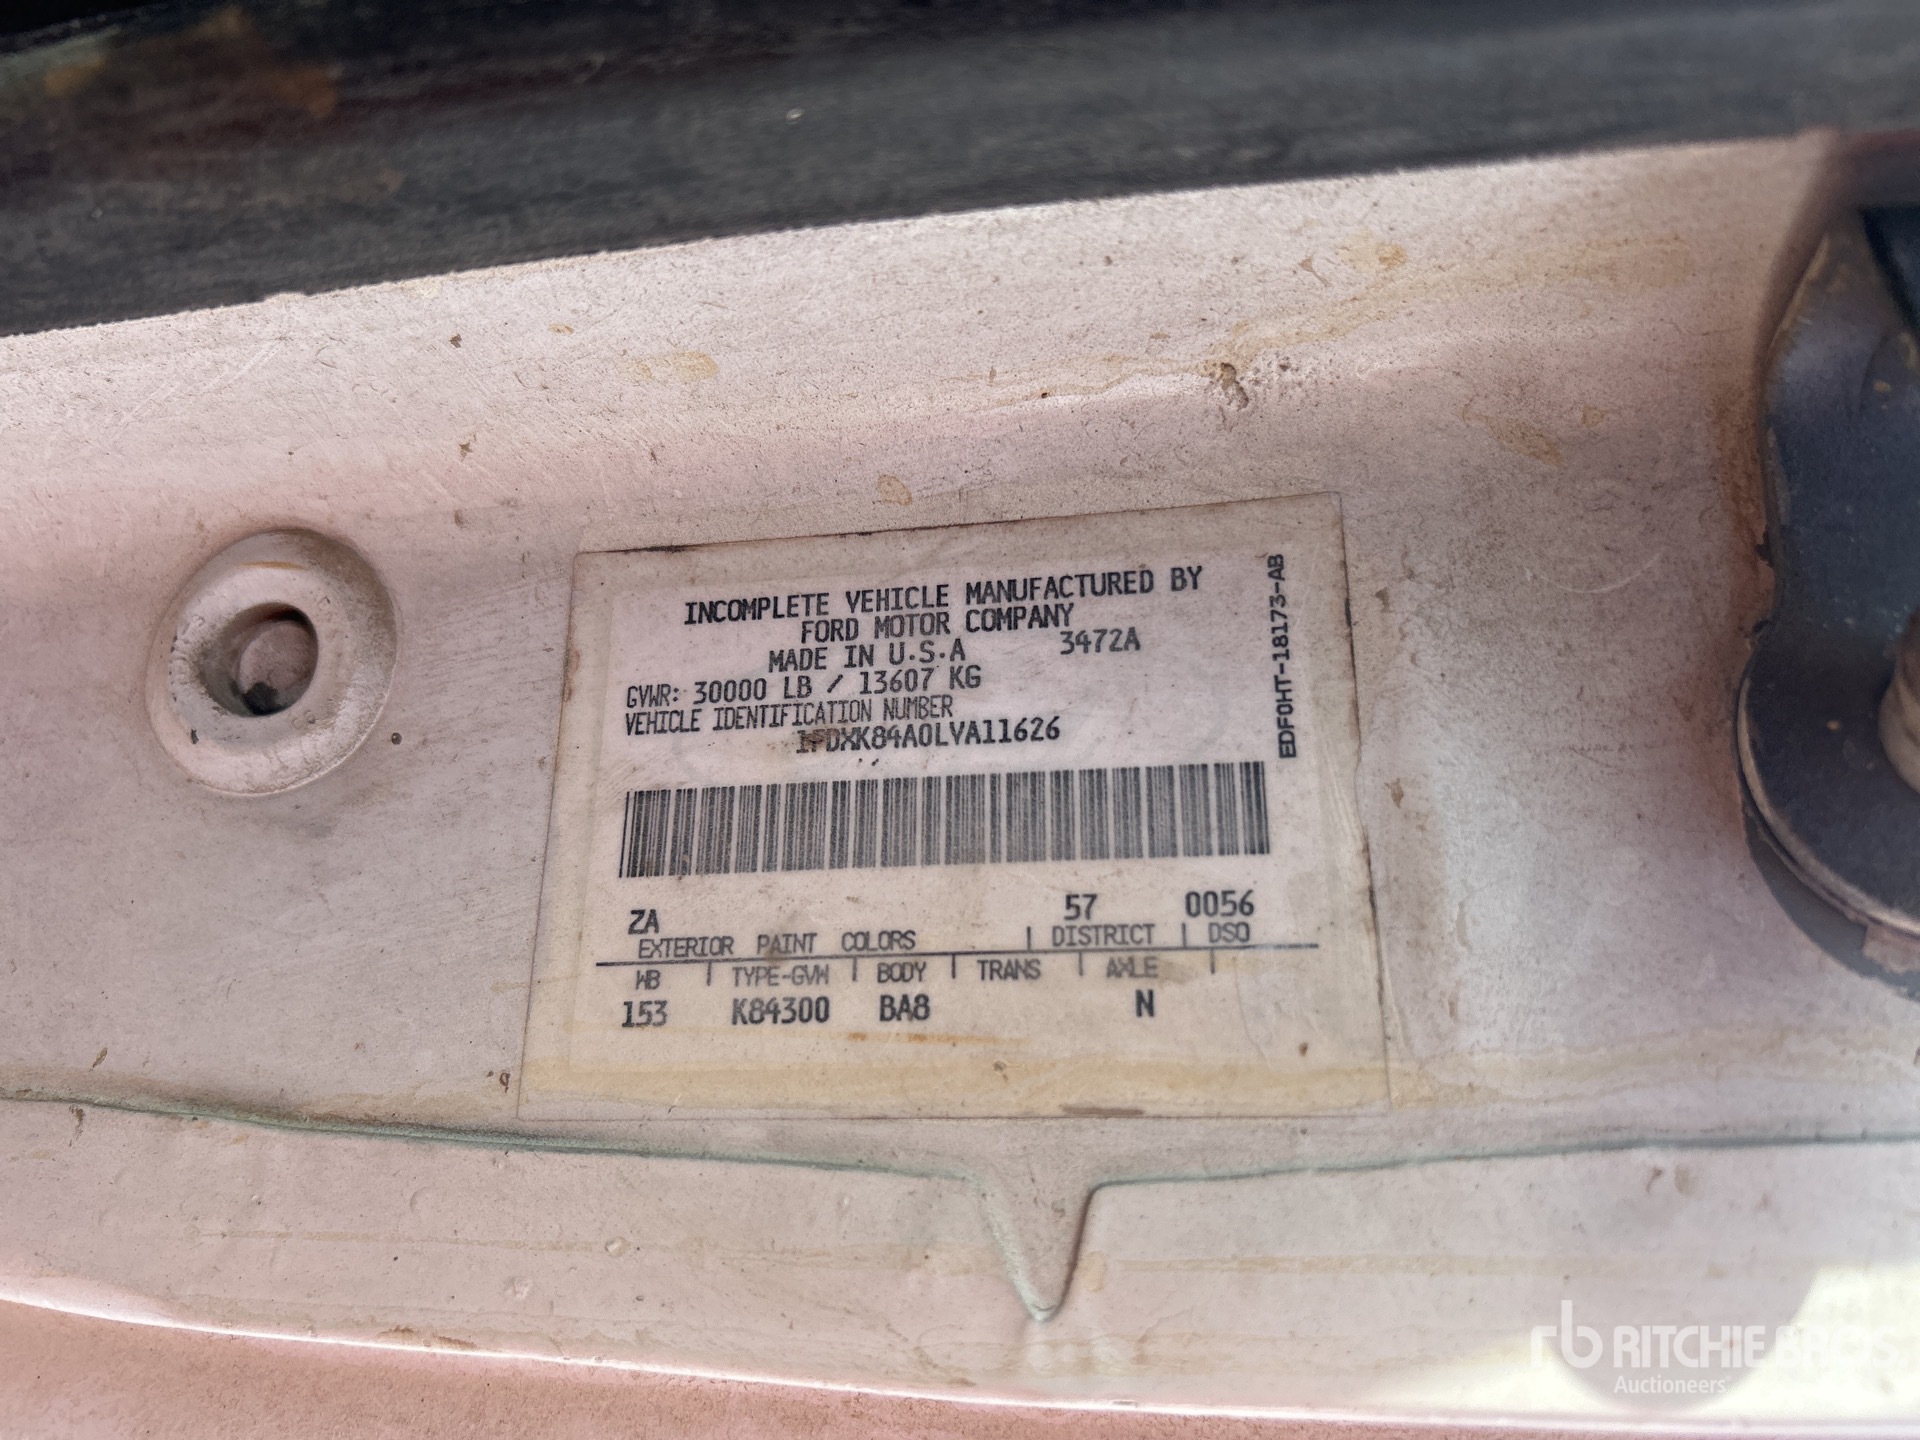 INCOMPLETE VEHICLE MANUFACTURED BY
FORD MOTOR COMPANY
MADE IN U.S.A 3472A
GVWR: 30000 LB / 13607 KG
VEHICLE IDENTIFICATION NUMBER
1FDXK84A0LVA11626
EDF0HT-18173-AB
ZA 57 0056
EXTERIOR PAINT COLORS | DISTRICT | DSO
WB | TYPE-GVW | BODY | TRANS | AXLE |
153 K84300 BA8 N
rb RITCHIE BROS.
Auctioneers